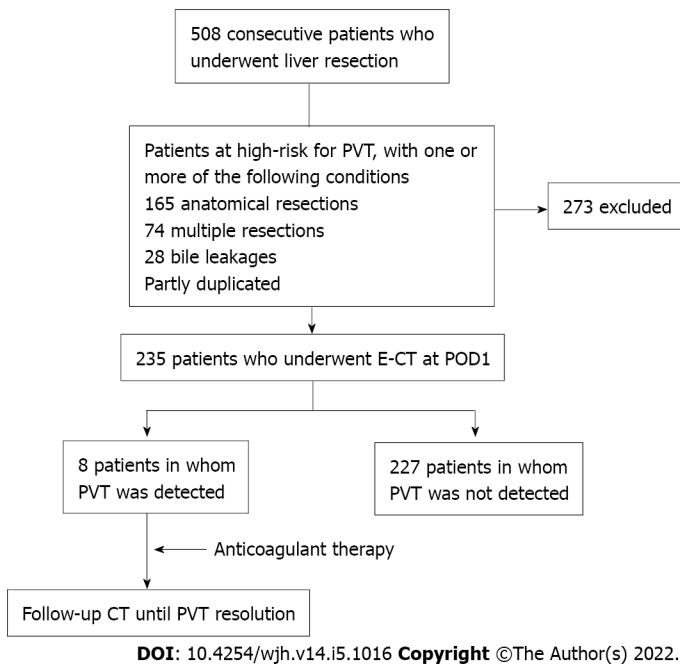 508 consecutive patients who
underwent liver resection
Patients at high-risk for PVT, with one or
more of the following conditions
165 anatomical resections
74 multiple resections
28 bile leakages
Partly duplicated
273 excluded
235 patients who underwent E-CT at POD1
8 patients in whom
PVT was detected
227 patients in whom
PVT was not detected
Anticoagulant therapy
Follow-up CT until PVT resolution
DOI: 10.4254/wjh.v14.i5.1016 Copyright ©The Author(s) 2022.